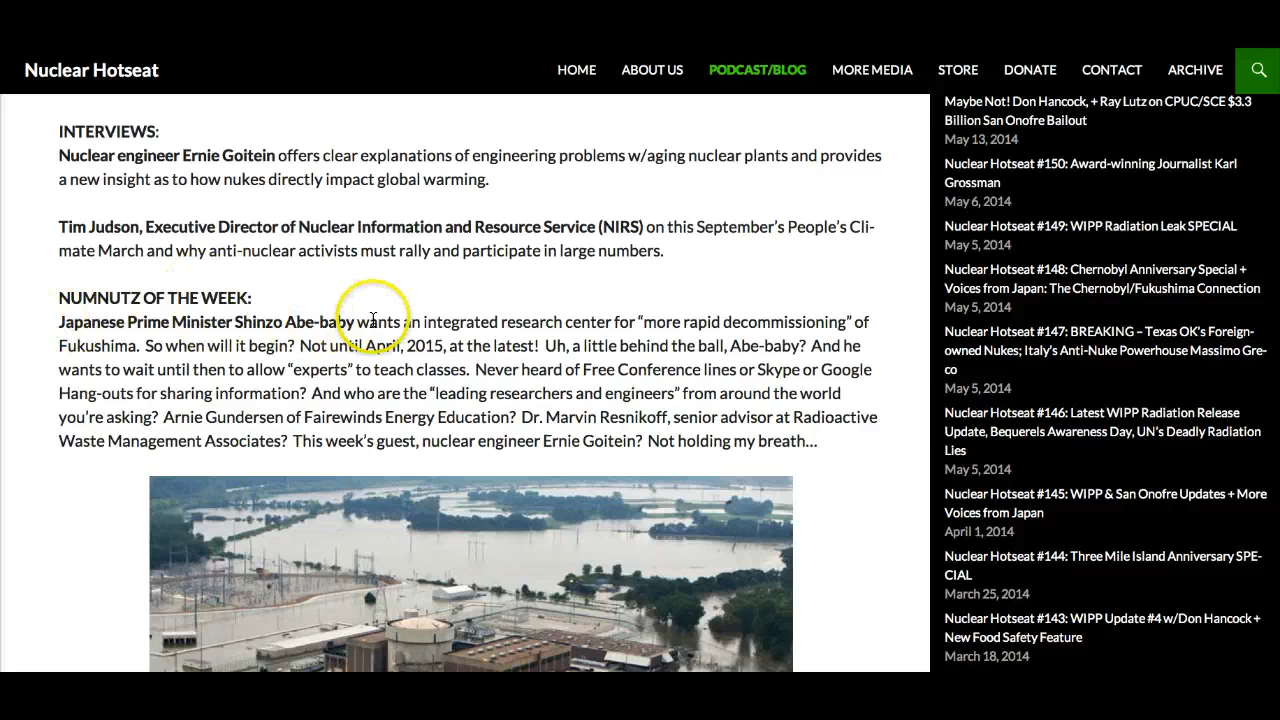 Nuclear Hotseat
HOME ABOUT US PODCAST/BLOG MORE MEDIA STORE DONATE CONTACT ARCHIVE
INTERVIEWS:
Nuclear engineer Ernie Goitein offers clear explanations of engineering problems w/aging nuclear plants and provides
a new insight as to how nukes directly impact global warming.
Tim Judson, Executive Director of Nuclear Information and Resource Service (NIRS) on this September's People's Cli-
mate March and why anti-nuclear activists must rally and participate in large numbers.
NUMNUTZ OF THE WEEK:
Japanese Prime Minister Shinzo Abe-baby wants an integrated research center for “more rapid decommissioning” of
Fukushima. So when will it begin? Not until April, 2015, at the latest! Uh, a little behind the ball, Abe-baby? And he
wants to wait until then to allow “experts” to teach classes. Never heard of Free Conference lines or Skype or Google
Hang-outs for sharing information? And who are the “leading researchers and engineers” from around the world
you're asking? Arnie Gundersen of Fairewinds Energy Education? Dr. Marvin Resnikoff, senior advisor at Radioactive
Waste Management Associates? This week's guest, nuclear engineer Ernie Goitein? Not holding my breath…
Maybe Not! Don Hancock, + Ray Lutz on CPUC/SCE $3.3
Billion San Onofre Bailout
May 13, 2014
Nuclear Hotseat #150: Award-winning Journalist Karl
Grossman
May 6, 2014
Nuclear Hotseat #149: WIPP Radiation Leak SPECIAL
May 5, 2014
Nuclear Hotseat #148: Chernobyl Anniversary Special +
Voices from Japan: The Chernobyl/Fukushima Connection
May 5, 2014
Nuclear Hotseat #147: BREAKING – Texas OK's Foreign-
owned Nukes; Italy's Anti-Nuke Powerhouse Massimo Gre-
co
May 5, 2014
Nuclear Hotseat #146: Latest WIPP Radiation Release
Update, Bequerels Awareness Day, UN's Deadly Radiation
Lies
May 5, 2014
Nuclear Hotseat #145: WIPP & San Onofre Updates + More
Voices from Japan
April 1, 2014
Nuclear Hotseat #144: Three Mile Island Anniversary SPE-
CIAL
March 25, 2014
Nuclear Hotseat #143: WIPP Update #4 w/Don Hancock +
New Food Safety Feature
March 18, 2014